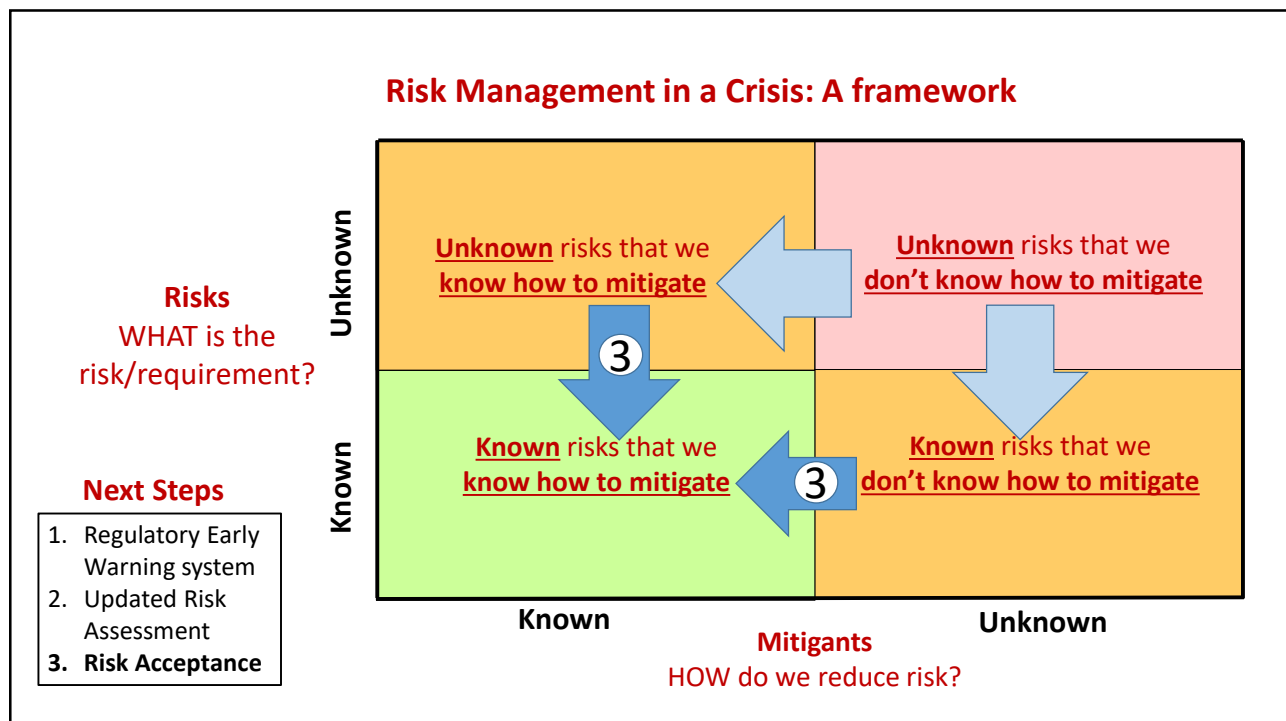 Risk Management in a Crisis: A framework
Unknown
Unknown risks that we
know how to mitigate
Unknown risks that we
don’t know how to mitigate
Risks
WHAT is the
risk/requirement?
3
Known
Known risks that we
know how to mitigate
3
Known risks that we
don’t know how to mitigate
Next Steps
1. Regulatory Early
Warning system
2. Updated Risk
Assessment
3. Risk Acceptance
Known
Unknown
Mitigants
HOW do we reduce risk?